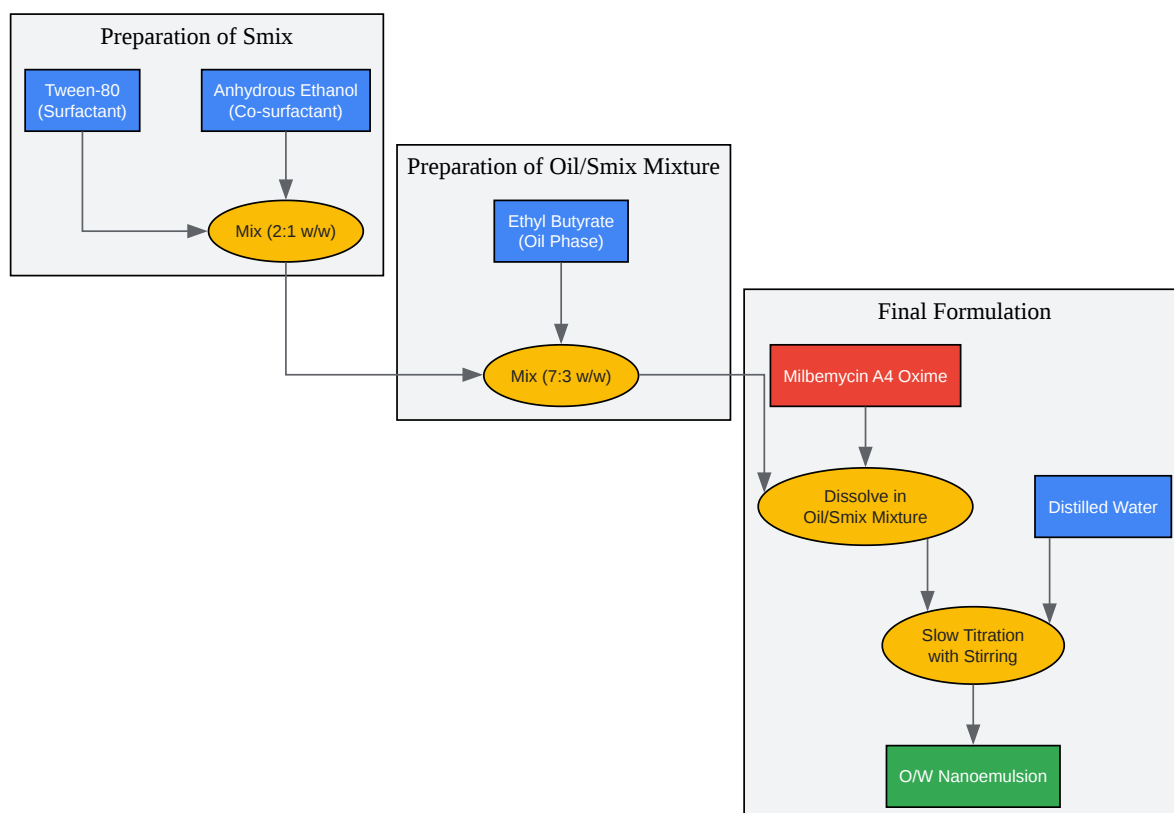 Preparation of Smix
Tween-80
(Surfactant)
Anhydrous Ethanol
(Co-surfactant)
Mix (2:1 w/w)
Preparation of Oil/Smix Mixture
Ethyl Butyrate
(Oil Phase)
Mix (7:3 w/w)
Final Formulation
Milbemycin A4 Oxime
Dissolve in
Oil/Smix Mixture
Distilled Water
Slow Titration
with Stirring
O/W Nanoemulsion